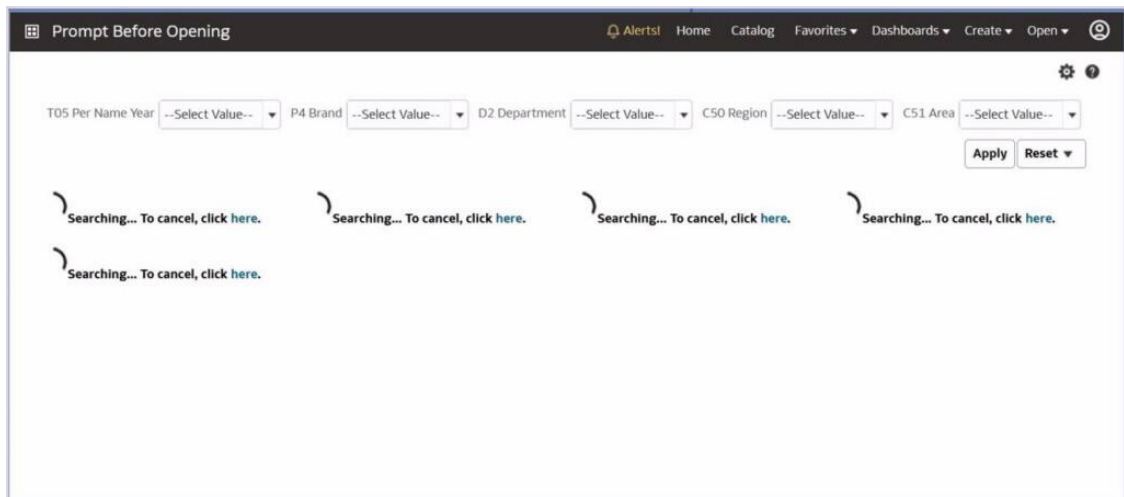 Prompt Before Opening Alerts! Home Catalog Favorites Dashboards Create Open
T05 Per Name Year --Select Value-- P4 Brand --Select Value-- D2 Department --Select Value-- C50 Region --Select Value-- C51 Area --Select Value--
Apply Reset
Searching... To cancel, click here. Searching... To cancel, click here. Searching... To cancel, click here. Searching... To cancel, click here.
Searching... To cancel, click here.